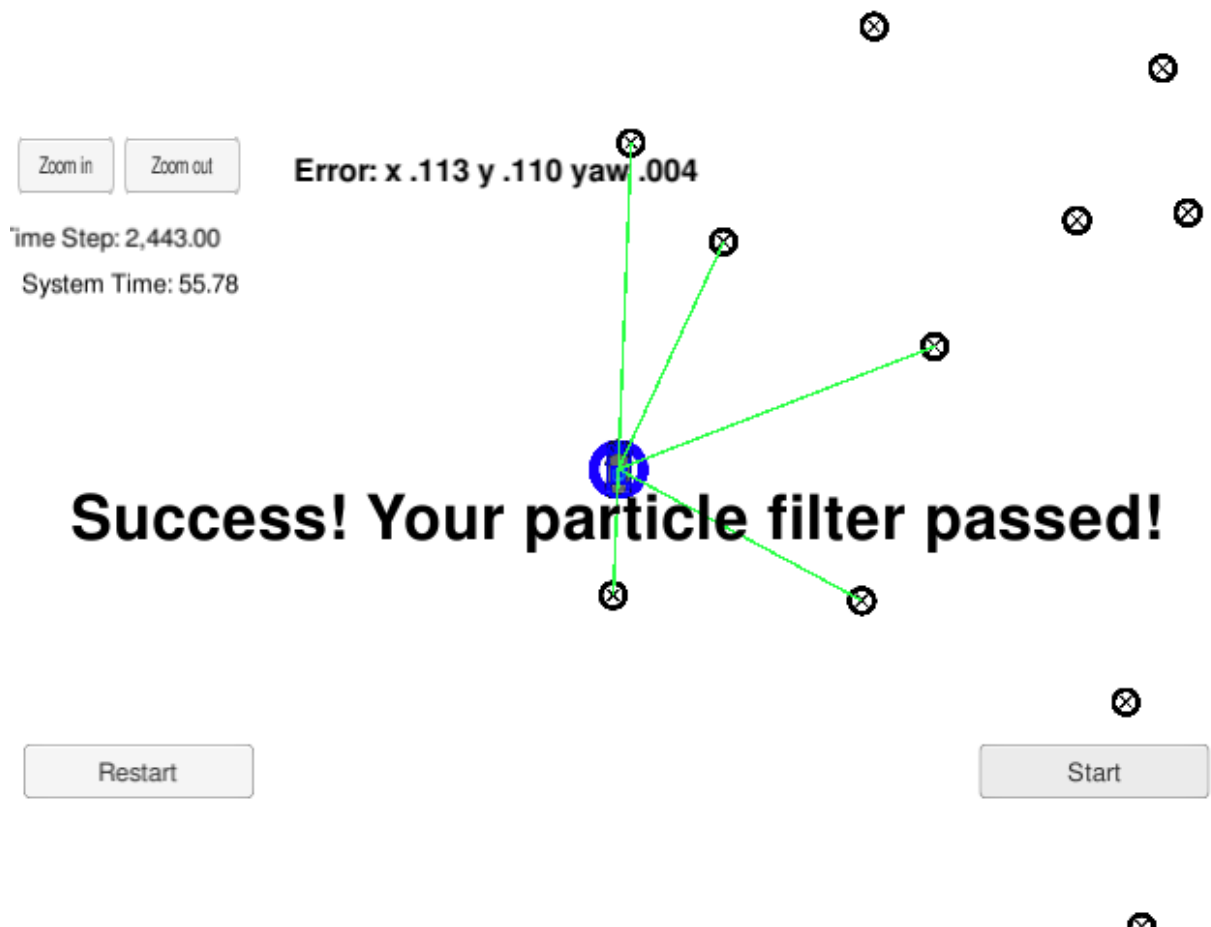 Zoom in
Zoom out
Error: x .113 y .110 yaw .004
ime Step: 2,443.00
System Time: 55.78
Success! Your particle filter passed!
Restart
Start